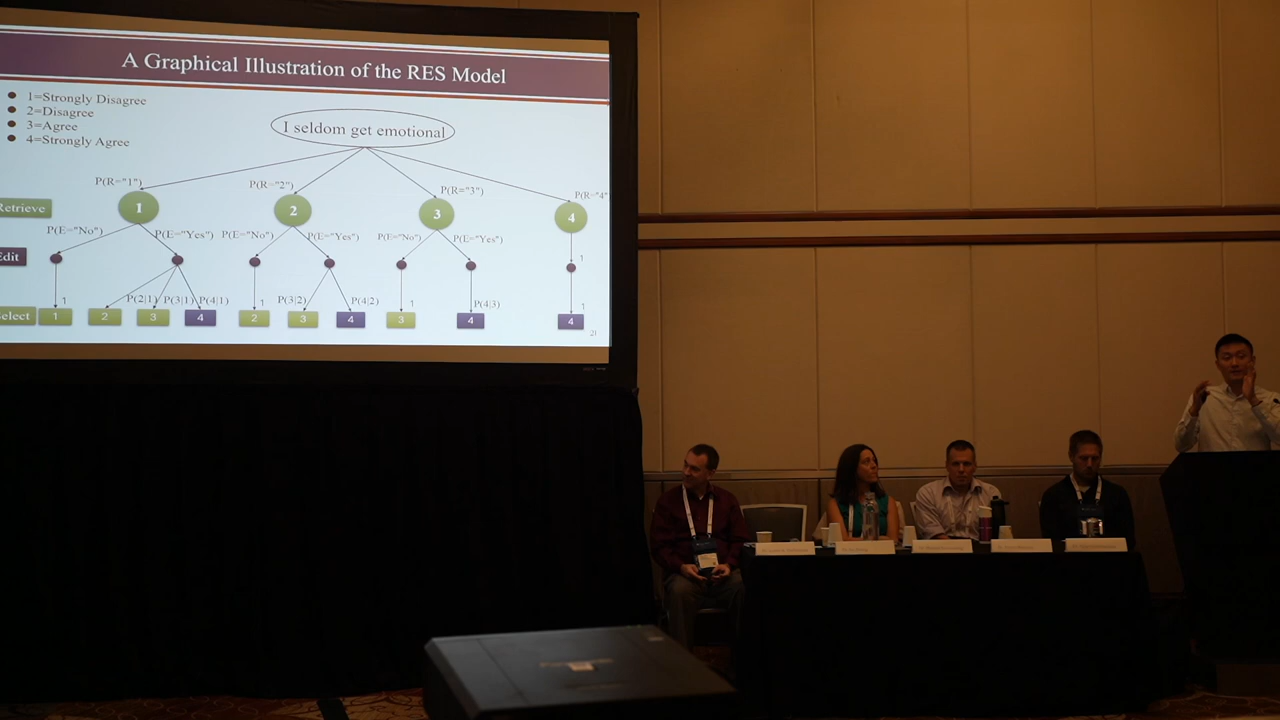 A Graphical Illustration of the RES Model
1=Strongly Disagree
2=Disagree
3=Agree
4=Strongly Agree
I seldom get emotional
P(R="1") P(R="2") P(R="3") P(R="4"
Retrieve 1 2 3 4
P(E="No") P(E="Yes") P(E="No") P(E="Yes") P(E="No") P(E="Yes") 1
Edit
1 P(2|1) P(3|1) P(4|1) 1 P(3|2) P(4|2) 1 P(4|3) 1
Select 1 2 3 4 2 3 4 3 4 4
21